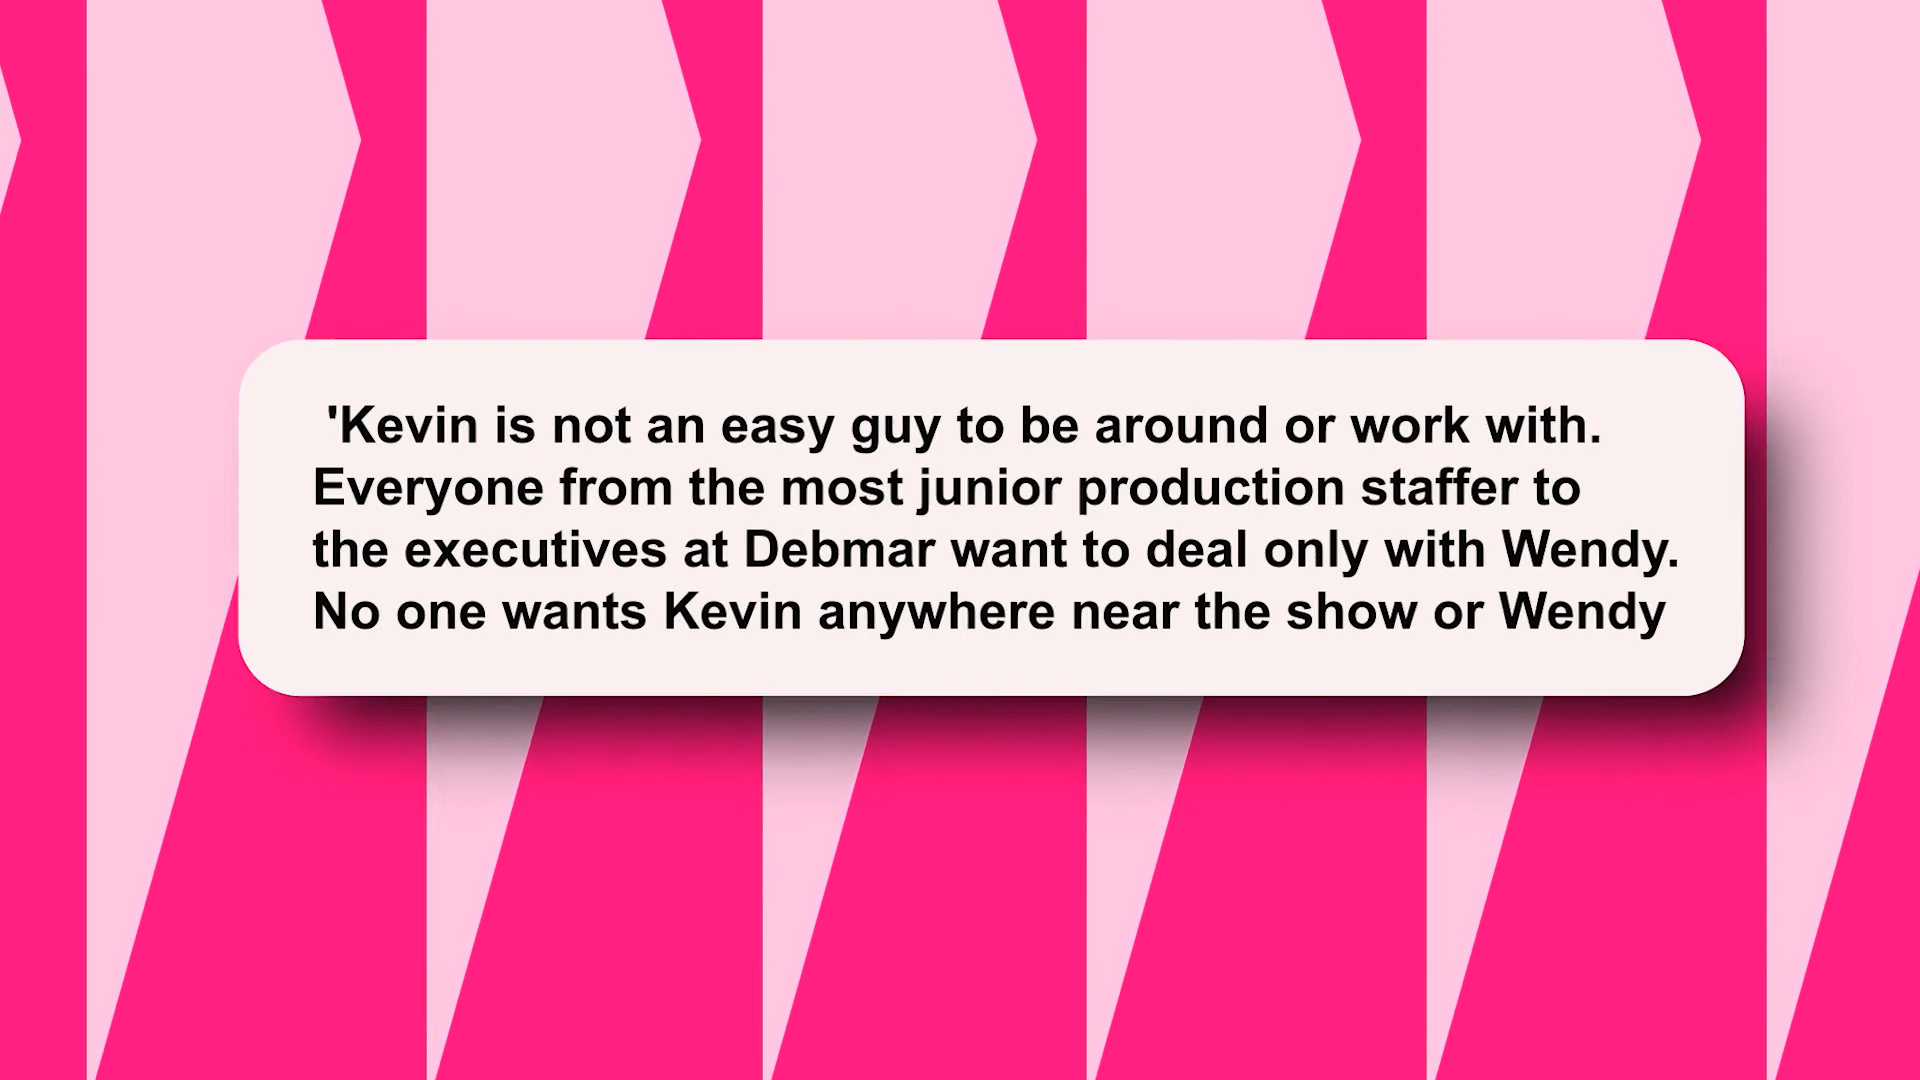 'Kevin is not an easy guy to be around or work with.
Everyone from the most junior production staffer to
the executives at Debmar want to deal only with Wendy.
No one wants Kevin anywhere near the show or Wendy